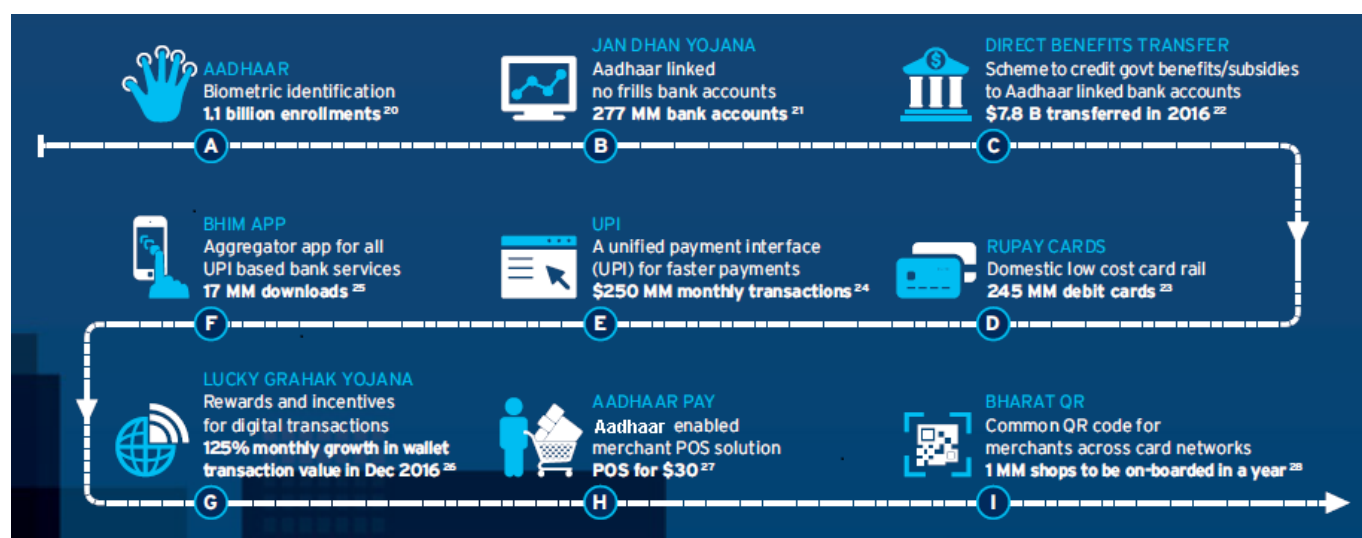 AADHAAR
Biometric identification
1.1 billion enrollments 20
A
JAN DHAN YOJANA
Aadhaar linked
no frills bank accounts
277 MM bank accounts 21
B
DIRECT BENEFITS TRANSFER
Scheme to credit govt benefits/subsidies
to Aadhaar linked bank accounts
$7.8 B transferred in 2016 22
C
$
RUPAY CARDS
Domestic low cost card rail
245 MM debit cards 23
D
UPI
A unified payment interface
(UPI) for faster payments
$250 MM monthly transactions 24
E
BHIM APP
Aggregator app for all
UPI based bank services
17 MM downloads 25
F
LUCKY GRAHAK YOJANA
Rewards and incentives
for digital transactions
125% monthly growth in wallet
transaction value in Dec 2016 26
G
AADHAAR PAY
Aadhaar enabled
merchant POS solution
POS for $30 27
H
BHARAT QR
Common QR code for
merchants across card networks
1 MM shops to be on-boarded in a year 28
I